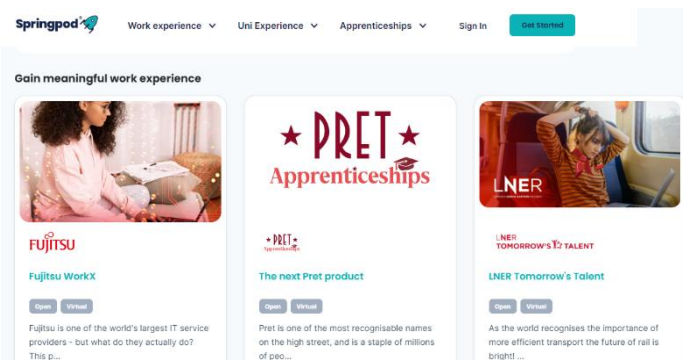 Springpod
Work experience
Uni Experience
Apprenticeships
Sign In
Get Started
Gain meaningful work experience
PRET
Apprenticeships
LNER
FUJITSU
PRET
Apprenticeships
LNER
TOMORROW'S TALENT
Fujitsu WorkX
The next Pret product
LNER Tomorrow's Talent
Open Virtual
Open Virtual
Open Virtual
Fujitsu is one of the world's largest IT service
providers - but what do they actually do?
This p...
Pret is one of the most recognisable names
on the high street, and is a staple of millions
of peo...
As the world recognises the importance of
more efficient transport the future of rail is
bright! ...